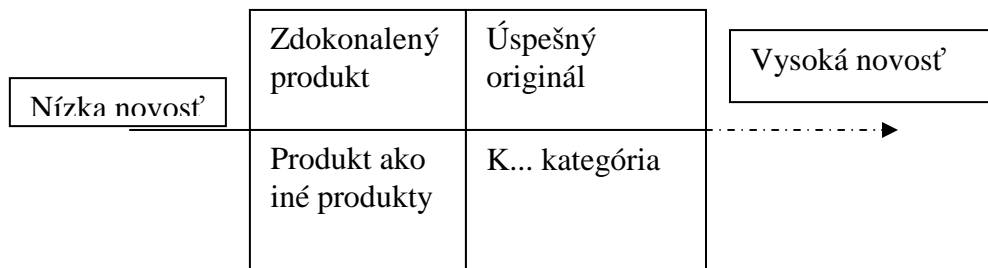 Zdokonalený
produkt
Úspešný
originál
Vysoká novosť
Nízka novosť
Produkt ako
iné produkty
K... kategória